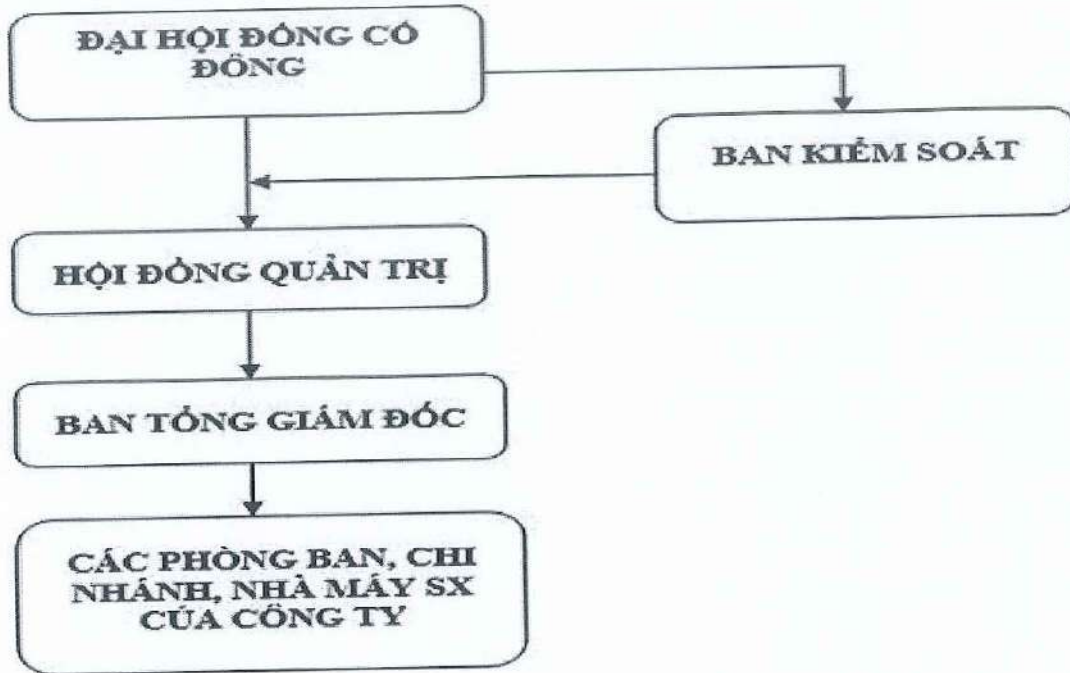 ĐẠI HỘI ĐỒNG CỔ
ĐÔNG
BAN KIỂM SOÁT
HỘI ĐỒNG QUẢN TRỊ
BAN TỔNG GIÁM ĐỐC
CÁC PHÒNG BAN, CHI
NHÁNH, NHÀ MÁY SX
CỦA CÔNG TY